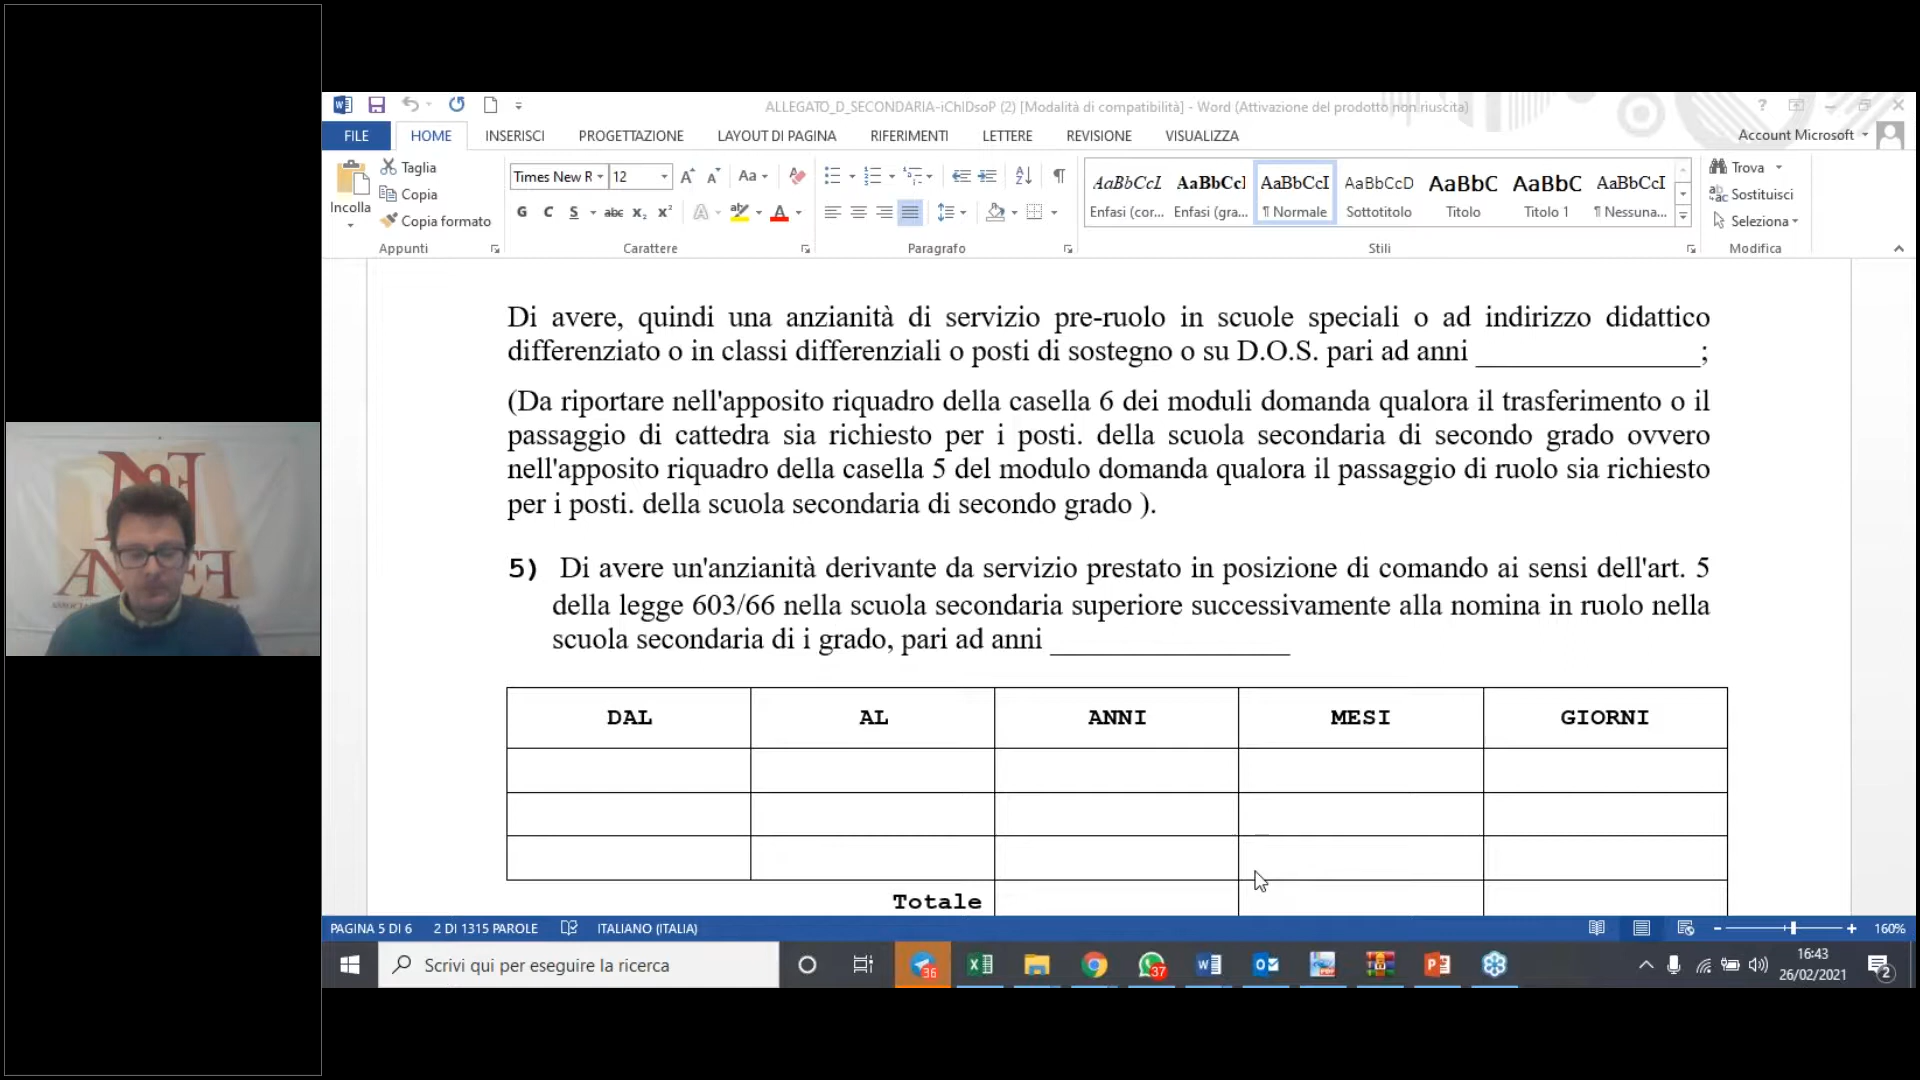 ALLEGATO_D_SECONDARIA-iChIDsoP (2) [Modalità di compatibilità] - Word (Attivazione del prodotto non riuscita)
FILE HOME INSERISCI PROGETTAZIONE LAYOUT DI PAGINA RIFERIMENTI LETTERE REVISIONE VISUALIZZA Account Microsoft
Incolla
Taglia
Copia
Copia formato
Appunti
Times New R 12
G C S abc x₂ x²
Carattere
Paragrafo
AaBbCcI AaBbCcI AaBbCcI AaBbCcD AaBbC AaBbC AaBbCcI
Enfasi (cor... Enfasi (gra... ¶ Normale Sottotitolo Titolo Titolo 1 ¶ Nessuna...
Stili
Trova
Sostituisci
Seleziona
Modifica
Di avere, quindi una anzianità di servizio pre-ruolo in scuole speciali o ad indirizzo didattico
differenziato o in classi differenziali o posti di sostegno o su D.O.S. pari ad anni ________________;
(Da riportare nell'apposito riquadro della casella 6 dei moduli domanda qualora il trasferimento o il
passaggio di cattedra sia richiesto per i posti. della scuola secondaria di secondo grado ovvero
nell'apposito riquadro della casella 5 del modulo domanda qualora il passaggio di ruolo sia richiesto
per i posti. della scuola secondaria di secondo grado ).
5) Di avere un'anzianità derivante da servizio prestato in posizione di comando ai sensi dell'art. 5
della legge 603/66 nella scuola secondaria superiore successivamente alla nomina in ruolo nella
scuola secondaria di i grado, pari ad anni _________________
DAL AL ANNI MESI GIORNI
Totale
PAGINA 5 DI 6 2 DI 1315 PAROLE ITALIANO (ITALIA) 160%
Scrivi qui per eseguire la ricerca
36
37
16:43
26/02/2021
2